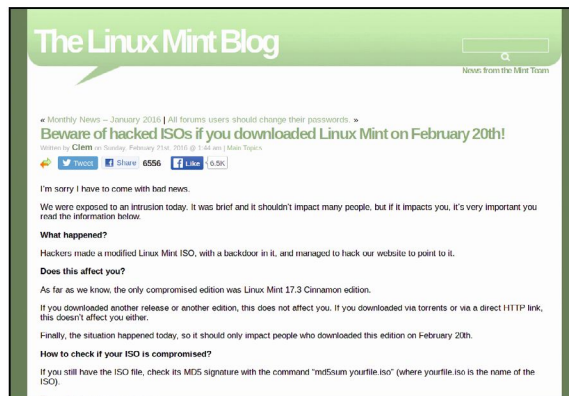 The Linux Mint Blog
News from the Mint Team
« Monthly News – January 2016 | All forums users should change their passwords. »
Beware of hacked ISOs if you downloaded Linux Mint on February 20th!
Written by Clem on Sunday, February 21st, 2016 @ 1:44 am | Main Topics
Tweet Share 6556 Like 6.5K
I'm sorry I have to come with bad news.
We were exposed to an intrusion today. It was brief and it shouldn't impact many people, but if it impacts you, it's very important you
read the information below.
What happened?
Hackers made a modified Linux Mint ISO, with a backdoor in it, and managed to hack our website to point to it.
Does this affect you?
As far as we know, the only compromised edition was Linux Mint 17.3 Cinnamon edition.
If you downloaded another release or another edition, this does not affect you. If you downloaded via torrents or via a direct HTTP link,
this doesn't affect you either.
Finally, the situation happened today, so it should only impact people who downloaded this edition on February 20th.
How to check if your ISO is compromised?
If you still have the ISO file, check its MD5 signature with the command "md5sum yourfile.iso" (where yourfile.iso is the name of the
ISO).